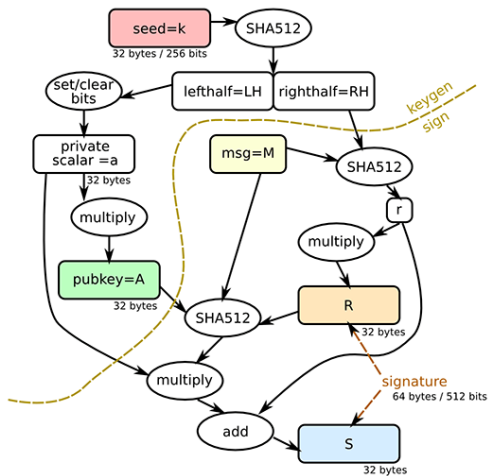 seed=k
SHA512
32 bytes / 256 bits
set/clear
bits
lefthalf=LH
righthalf=RH
keygen
sign
private
scalar =a
32 bytes
msg=M
SHA512
multiply
r
multiply
pubkey=A
32 bytes
SHA512
R
32 bytes
multiply
signature
64 bytes / 512 bits
add
S
32 bytes